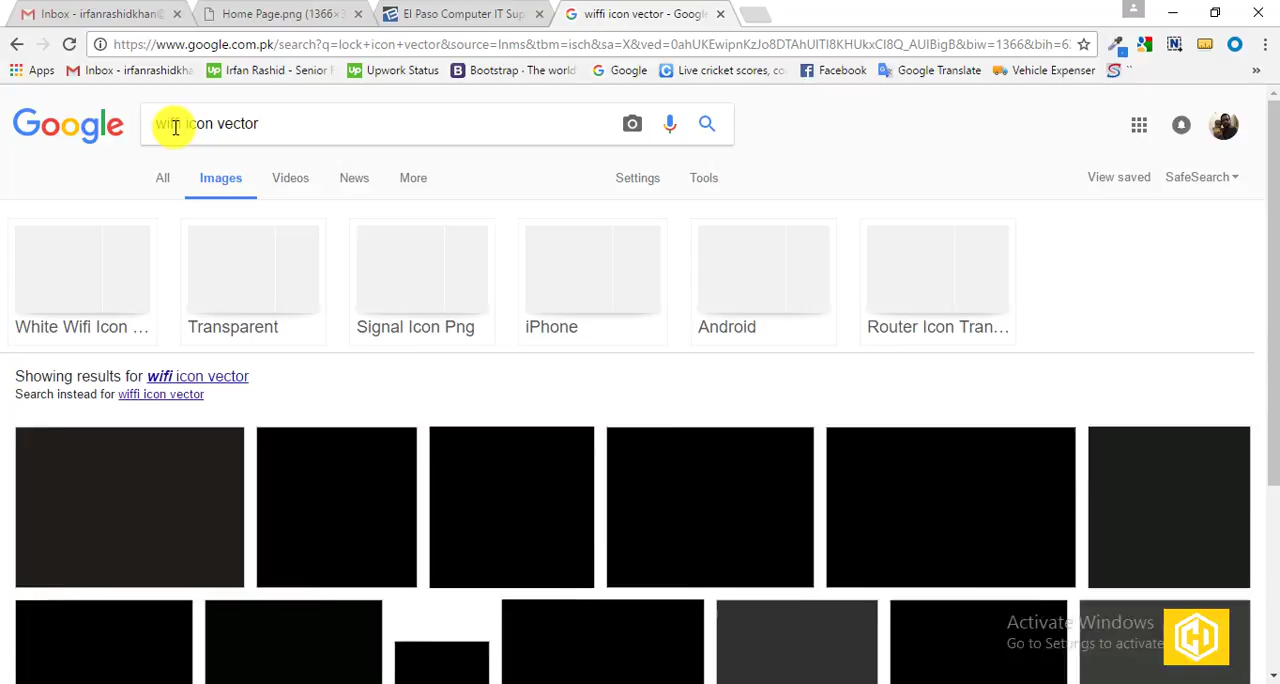 Inbox - irfanrashidkhan@
Home Page.png (1366×3
El Paso Computer IT Sup
wiffi icon vector - Google
https://www.google.com.pk/search?q=lock+icon+vector&source=lnms&tbm=isch&sa=X&ved=0ahUKEwipnKzJo8DTAhUITI8KHUkxCI8Q_AUIBigB&biw=1366&bih=6
Apps Inbox - irfanrashidkha Irfan Rashid - Senior Upwork Stats Bootstrap - The world Google Live cricket scores, co Facebook Google Translate Vehicle Expenser
Google wiffi icon vector
All Images Videos News More Settings Tools View saved SafeSearch
White Wifi Icon ... Transparent Signal Icon Png iPhone Android Router Icon Tran...
Showing results for wifi icon vector
Search instead for wiffi icon vector
Activate Windows
Go to Settings to activate